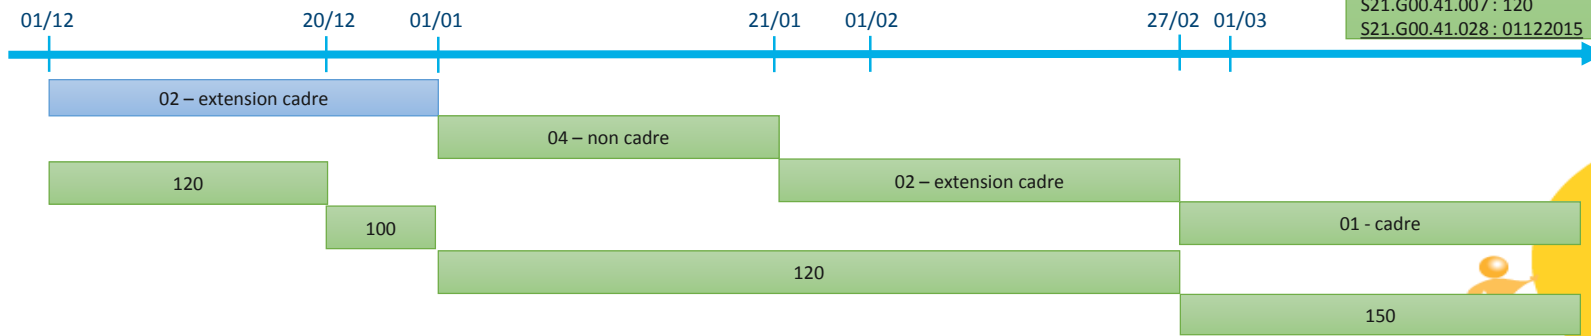 S21.G00.41.007 : 120
S21.G00.41.028 : 01122015
01/12 20/12 01/01 21/01 01/02 27/02 01/03
02 – extension cadre
04 – non cadre
120
02 – extension cadre
100
01 - cadre
120
150